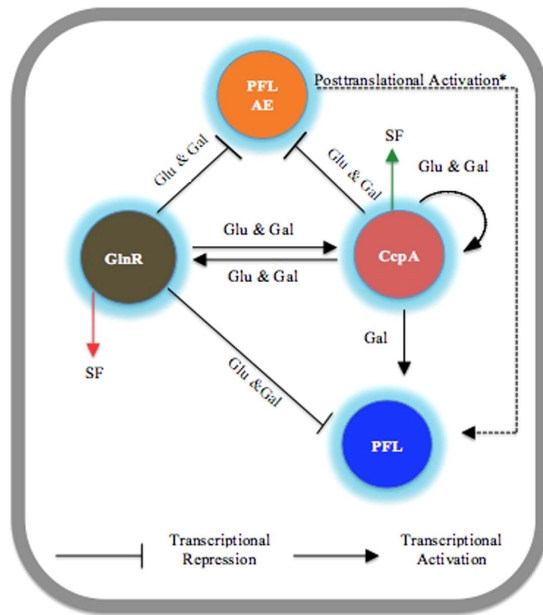 PFL
AE
Posttranslational Activation*
SF
Glu & Gal
Glu & Gal
Glu & Gal
GlnR
Glu & Gal
Glu & Gal
CcpA
SF
Glu &Gal
Gal
PFL
Transcriptional
Repression
Transcriptional
Activation